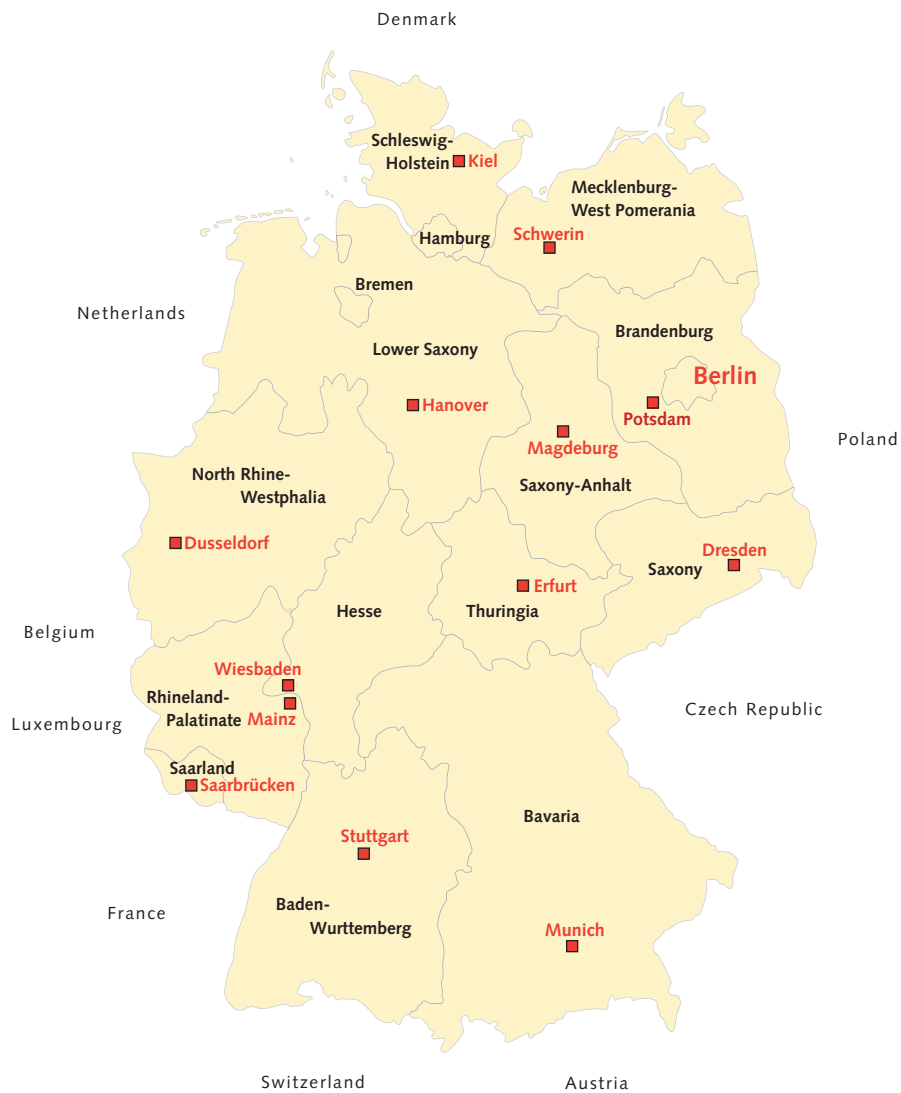 Denmark
Schleswig-
Holstein
Kiel
Mecklenburg-
West Pomerania
Schwerin
Hamburg
Bremen
Netherlands
Brandenburg
Lower Saxony
Berlin
Hanover
Potsdam
Poland
Magdeburg
North Rhine-
Westphalia
Saxony-Anhalt
Dusseldorf
Dresden
Saxony
Erfurt
Hesse
Thuringia
Belgium
Wiesbaden
Rhineland-
Palatinate
Mainz
Luxembourg
Czech Republic
Saarland
Saarbrücken
Bavaria
Stuttgart
Baden-
Wurttemberg
France
Munich
Switzerland
Austria